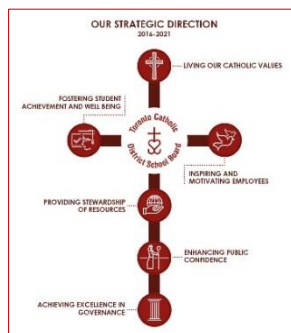 OUR STRATEGIC DIRECTION
2016-2021
LIVING OUR CATHOLIC VALUES
FOSTERING STUDENT
ACHIEVEMENT AND WELL BEING
Toronto Catholic
District School Board
INSPIRING AND
MOTIVATING EMPLOYEES
PROVIDING STEWARDSHIP
OF RESOURCES
ENHANCING PUBLIC
CONFIDENCE
ACHIEVING EXCELLENCE IN
GOVERNANCE